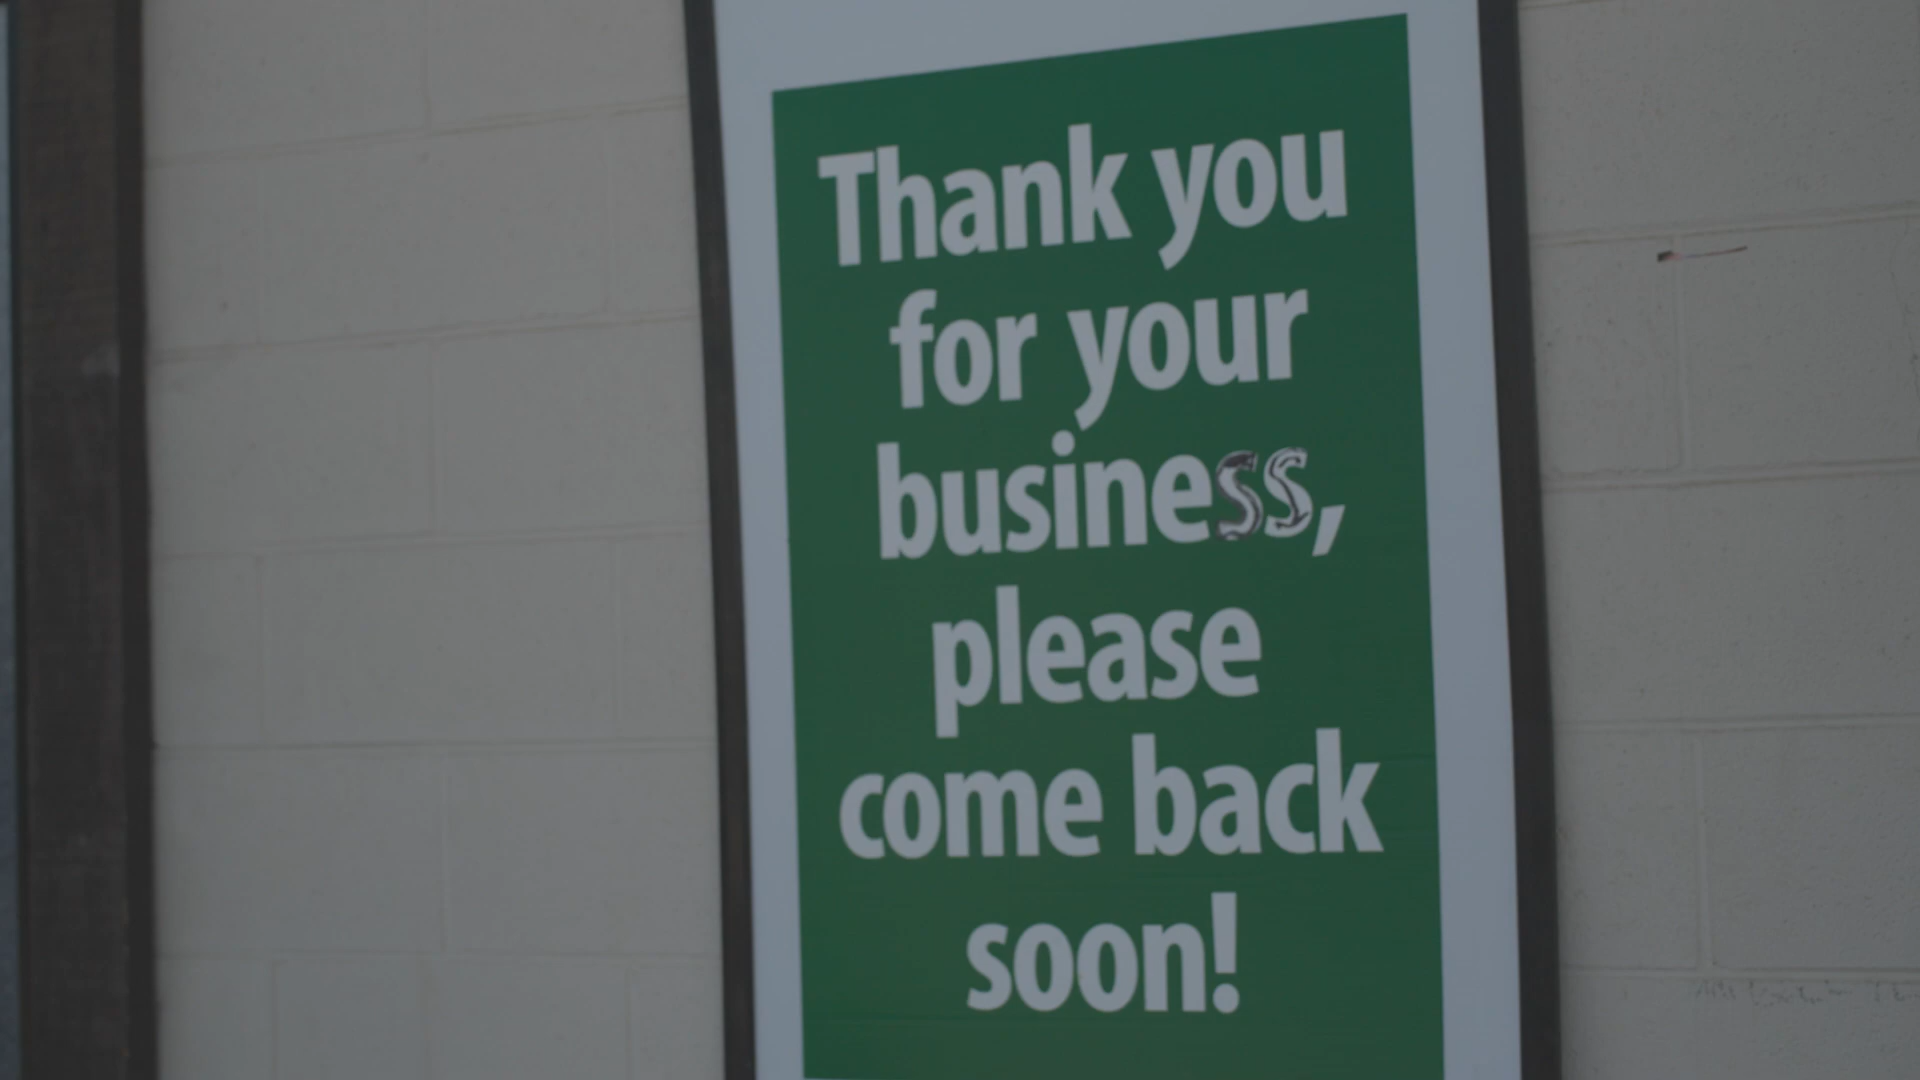 Thank you
for your
business,
please
come back
soon!